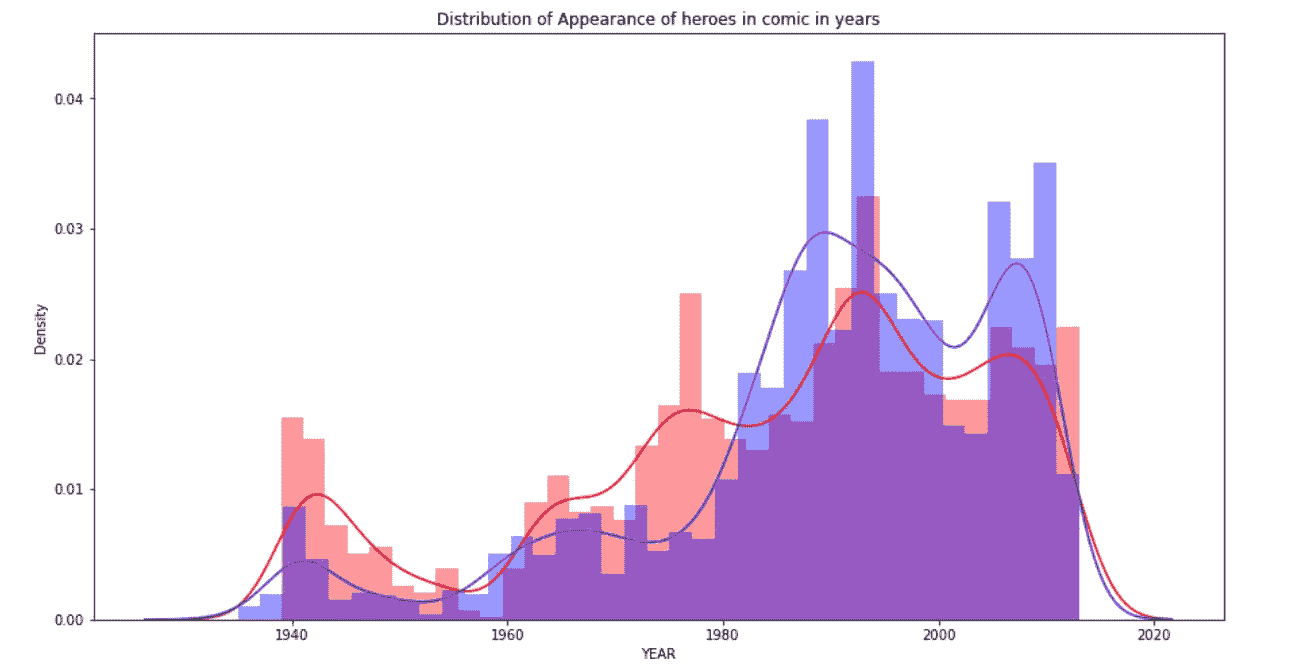 Distribution of Appearance of heroes in comic in years
0.04
0.03
0.02
0.01
0.00
Density
1940 1960 1980 2000 2020
YEAR